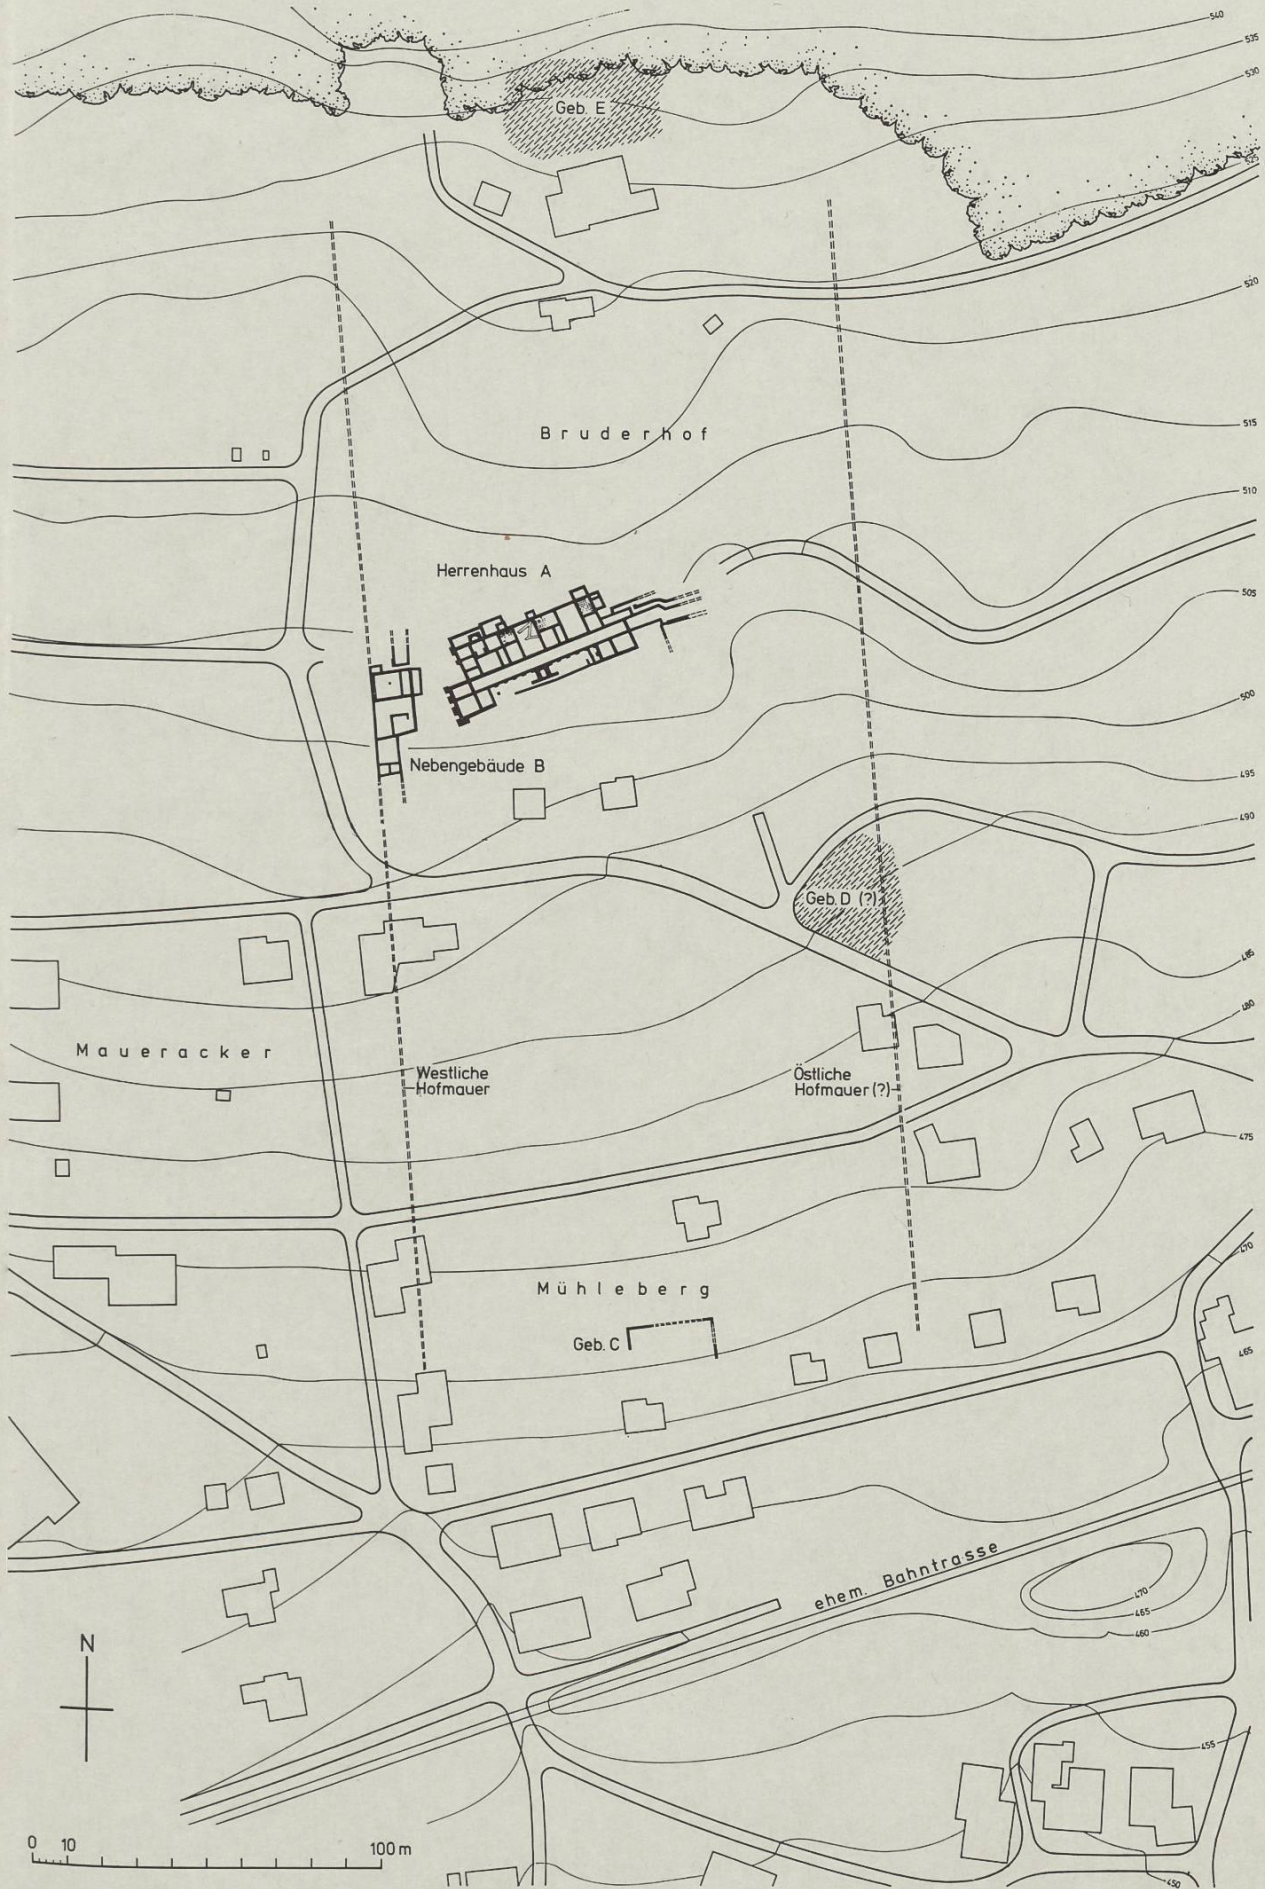 540
535
530
Geb. E
525
520
Bruderhof
515
510
Herrenhaus A
505
500
Nebengebäude B
495
490
Geb. D (?)
485
480
Maueracker
Westliche
Hofmauer
Östliche
Hofmauer (?)
475
470
Mühleberg
Geb. C
465
ehem. Bahntrasse
470
465
460
N
455
0 10 100 m
450